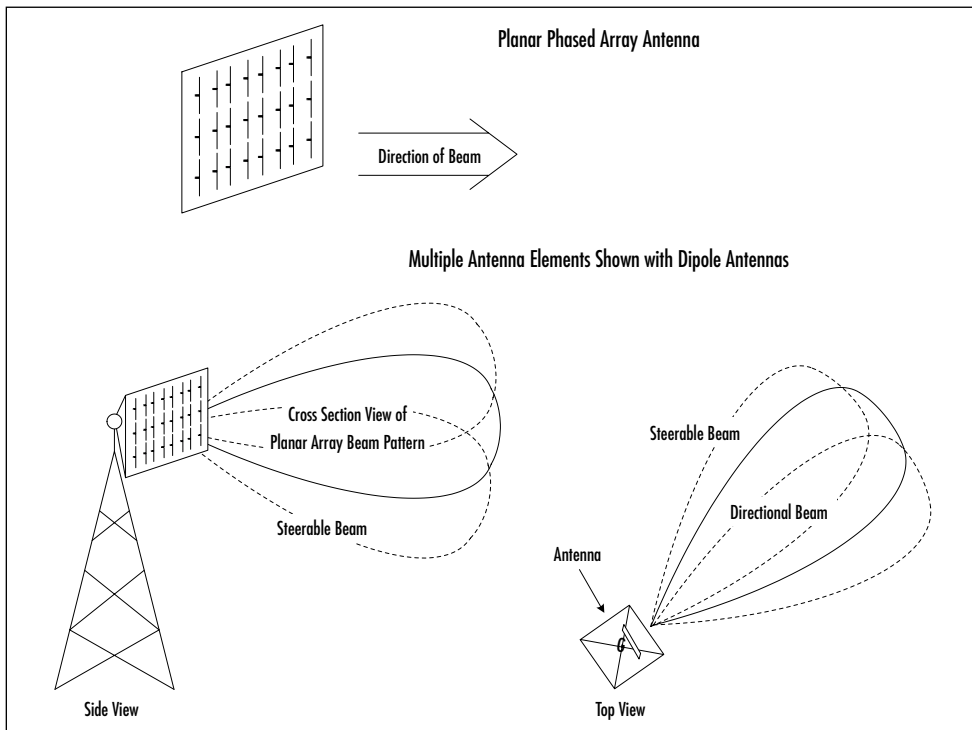 Planar Phased Array Antenna
Direction of Beam
Multiple Antenna Elements Shown with Dipole Antennas
Cross Section View of
Planar Array Beam Pattern
Steerable Beam
Side View
Steerable Beam
Directional Beam
Antenna
Top View